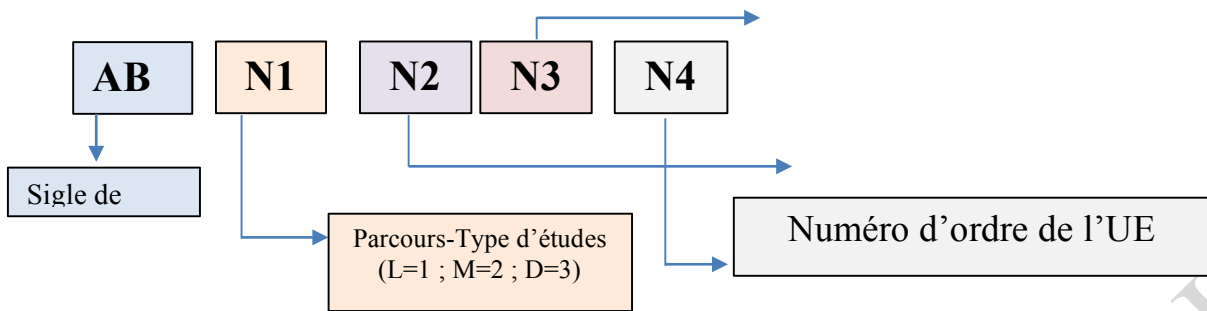 AB N1 N2 N3 N4
Sigle de
Parcours-Type d’études
(L=1 ; M=2 ; D=3)
Numéro d’ordre de l’UE